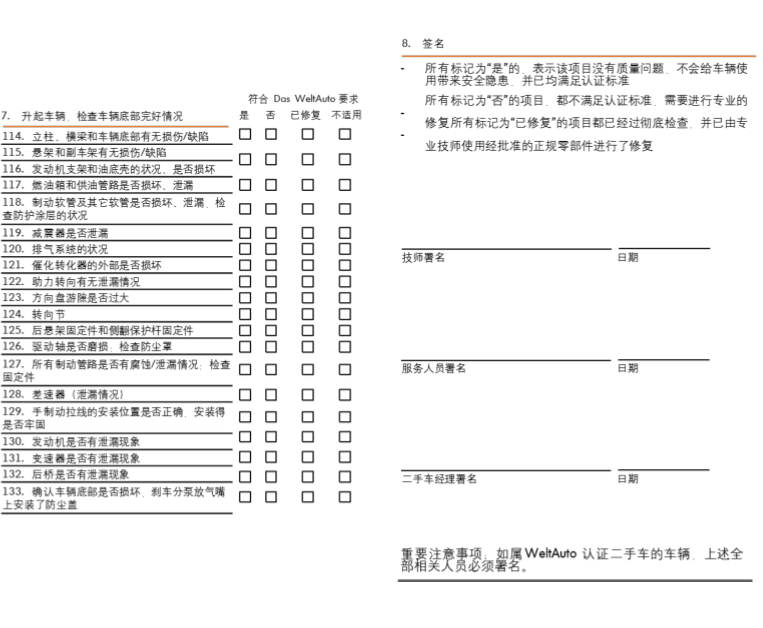 符合 Das WeltAuto 要求
7. 升起车辆、检查车辆底部完好情况
是 否 已修复 不适用
114. 立柱、横梁和车辆底部有无损伤/缺陷
115. 悬架和副车架有无损伤/缺陷
116. 发动机支架和油底壳的状况、是否损坏
117. 燃油箱和供油管路是否损坏、泄漏
118. 制动软管及其它软管是否损坏、泄漏、检
查防护涂层的状况
119. 减震器是否泄漏
120. 排气系统的状况
121. 催化转化器的外部是否损坏
122. 助力转向有无泄漏情况
123. 方向盘游隙是否过大
124. 转向节
125. 后悬架固定件和侧翻保护杆固定件
126. 驱动轴是否磨损；检查防尘罩
127. 所有制动管路是否有腐蚀/泄漏情况；检查
固定件
128. 差速器（泄漏情况）
129. 手制动拉线的安装位置是否正确、安装得
是否牢固
130. 发动机是否有泄漏现象
131. 变速器是否有泄漏现象
132. 后桥是否有泄漏现象
133. 确认车辆底部是否损坏、刹车分泵放气嘴
上安装了防尘盖
8. 签名
- 所有标记为“是”的、表示该项目没有质量问题、不会给车辆使
用带来安全隐患、并已均满足认证标准
所有标记为“否”的项目、都不满足认证标准、需要进行专业的
- 修复所有标记为“已修复”的项目都已经过彻底检查、并已由专
- 业技师使用经批准的正规零部件进行了修复
技师署名 日期
服务人员署名 日期
二手车经理署名 日期
重要注意事项：如属 WeltAuto 认证二手车的车辆、上述全
部相关人员必须署名。